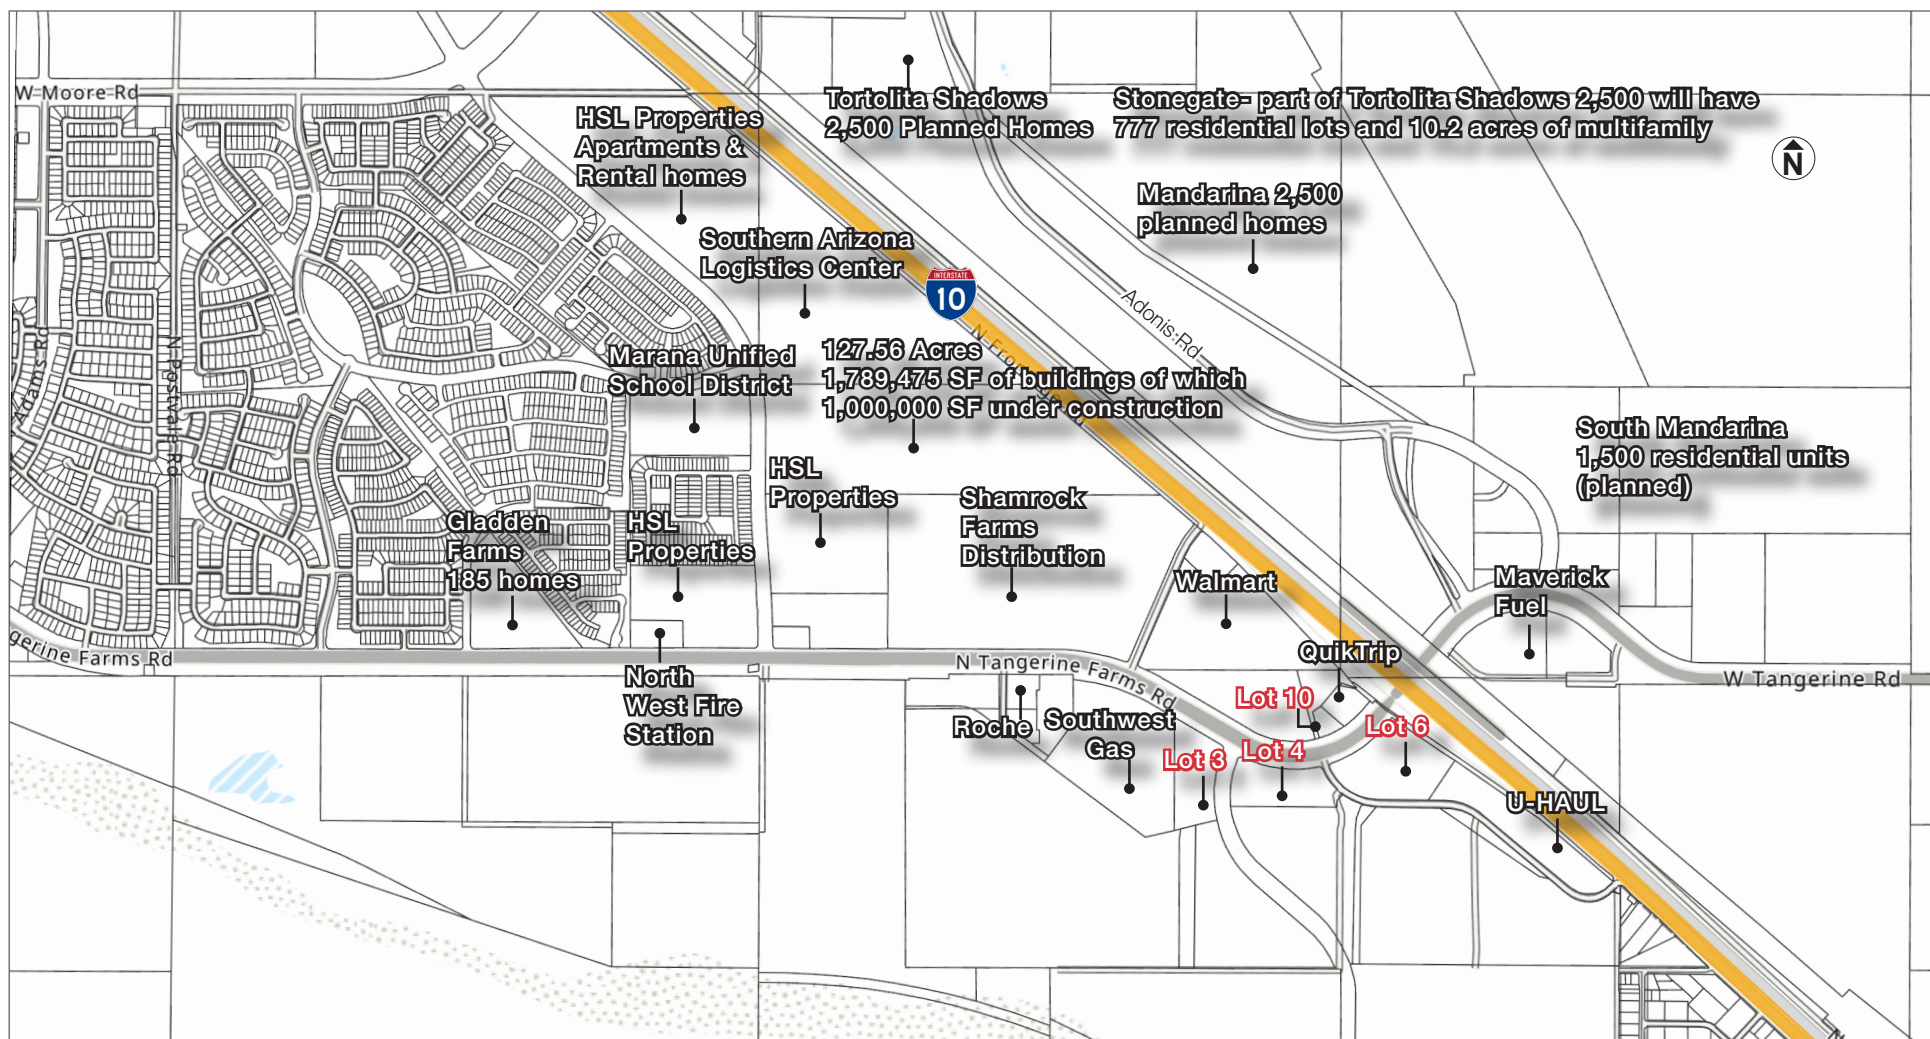 W Moore Rd
HSL Properties
Apartments &
Rental homes
Tortolita Shadows
2,500 Planned Homes
Stonegate- part of Tortolita Shadows 2,500 will have
777 residential lots and 10.2 acres of multifamily
N
Mandarina 2,500
planned homes
Southern Arizona
Logistics Center
INTERSTATE
10
Adonis Rd
N Frontage Rd
Marana Unified
School District
127.56 Acres
1,789,475 SF of buildings of which
1,000,000 SF under construction
Adams Rd
N Postvale Rd
South Mandarina
1,500 residential units
(planned)
HSL
Properties
Shamrock
Farms
Distribution
Gladden
Farms
185 homes
HSL
Properties
Walmart
Maverick
Fuel
gerine Farms Rd
N Tangerine Farms Rd
QuikTrip
W Tangerine Rd
North
West Fire
Station
Roche
Southwest
Gas
Lot 10
Lot 3
Lot 4
Lot 6
U-HAUL